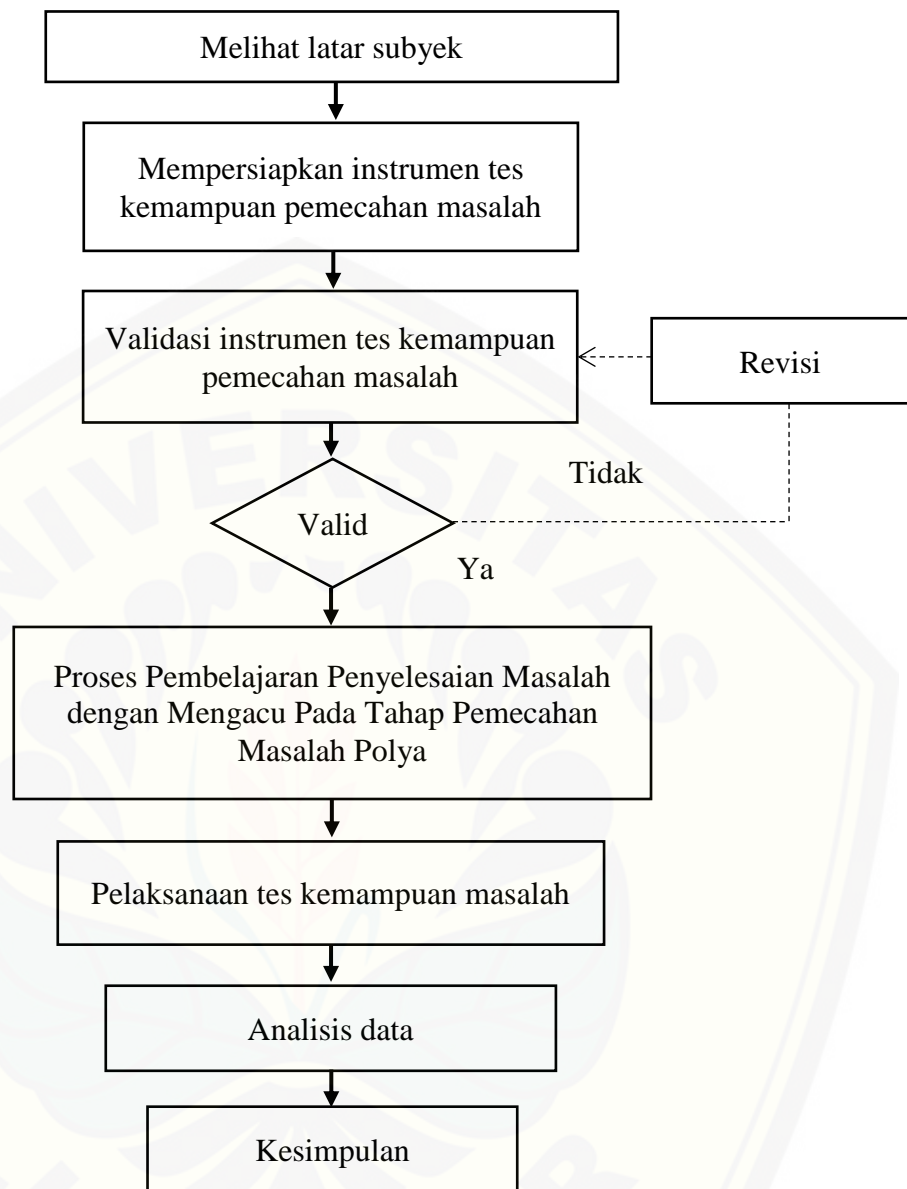 Melihat latar subyek
Mempersiapkan instrumen tes
kemampuan pemecahan masalah
Validasi instrumen tes kemampuan
pemecahan masalah
Revisi
Tidak
Valid
Ya
Proses Pembelajaran Penyelesaian Masalah
dengan Mengacu Pada Tahap Pemecahan
Masalah Polya
Pelaksanaan tes kemampuan masalah
Analisis data
Kesimpulan
UNIVERSITAS